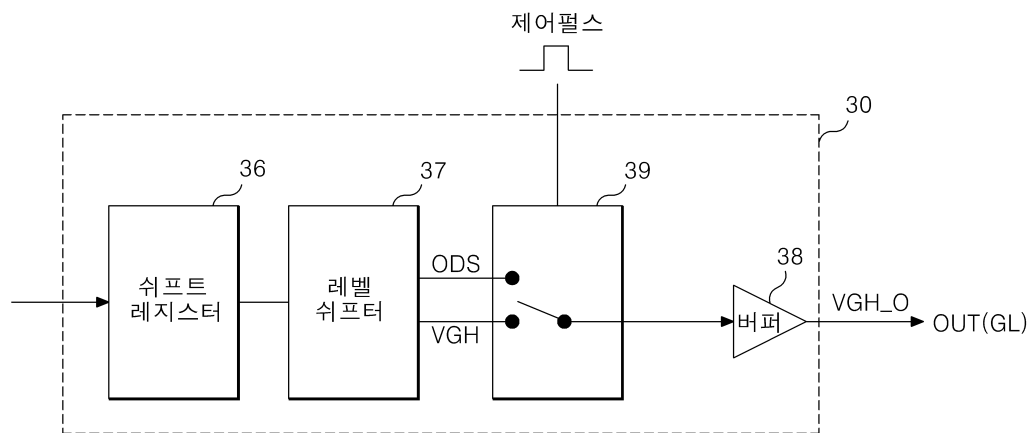 제어펄스
30
36
37
39
쉬프트
레지스터
레벨
쉬프터
ODS
VGH
38
버퍼
VGH_O
OUT(GL)